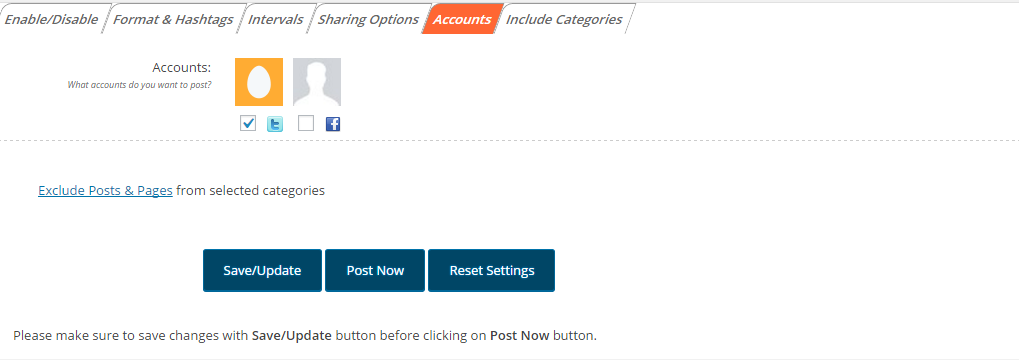 Enable/Disable Format & Hashtags Intervals Sharing Options Accounts Include Categories
Accounts:
What accounts do you want to post?
Exclude Posts & Pages from selected categories
Save/Update Post Now Reset Settings
Please make sure to save changes with Save/Update button before clicking on Post Now button.